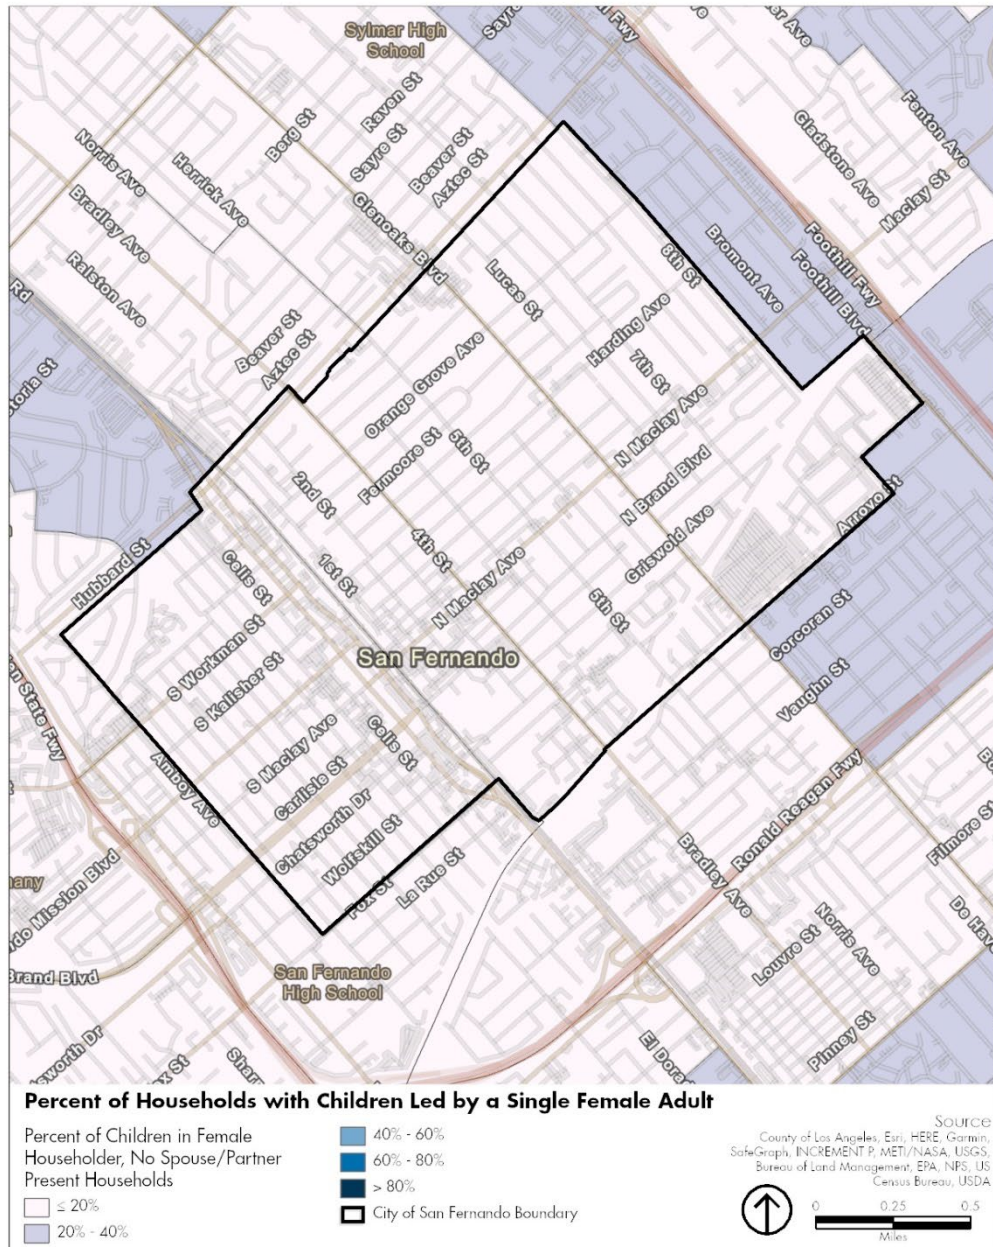 Sylmar High
School
Sayre
Fwy
Fenton Ave
Gladstone Ave
Maclay St
Raven St
Berg St
Sayre St
Beaver St
Aztec St
Norris Ave
Herrick Ave
Bradley Ave
Glenoaks Blvd
Ralston Ave
Foothill Fwy
Foothill Blvd
Bromont Ave
8th St
Lucas St
Harding Ave
7th St
Rd
Beaver St
Aztec St
Orange Grove Ave
Fermoore St
5th St
N Maclay Ave
N Brand Blvd
2nd St
Griswold Ave
Arroyo St
4th St
N Maclay Ave
1st St
Hubbard St
Celis St
5th St
Corcoran St
S Workman St
S Kalisher St
San Fernando
Vaughn St
Amboy Ave
S Maclay Ave
Celis St
Carlisle St
Chatsworth Dr
Wolfskill St
Fox St
La Rue St
Ronald Reagan Fwy
Bradley Ave
Filmore St
Mission Blvd
Brand Blvd
San Fernando
High School
Norris Ave
Louvre St
Pinney St
Percent of Households with Children Led by a Single Female Adult
Percent of Children in Female
Householder, No Spouse/Partner
Present Households
≤ 20%
20% - 40%
40% - 60%
60% - 80%
> 80%
City of San Fernando Boundary
Source
County of Los Angeles, Esri, HERE, Garmin,
SafeGraph, INCREMENT P, METI/NASA, USGS,
Bureau of Land Management, EPA, NPS, US
Census Bureau, USDA
0 0.25 0.5
Miles